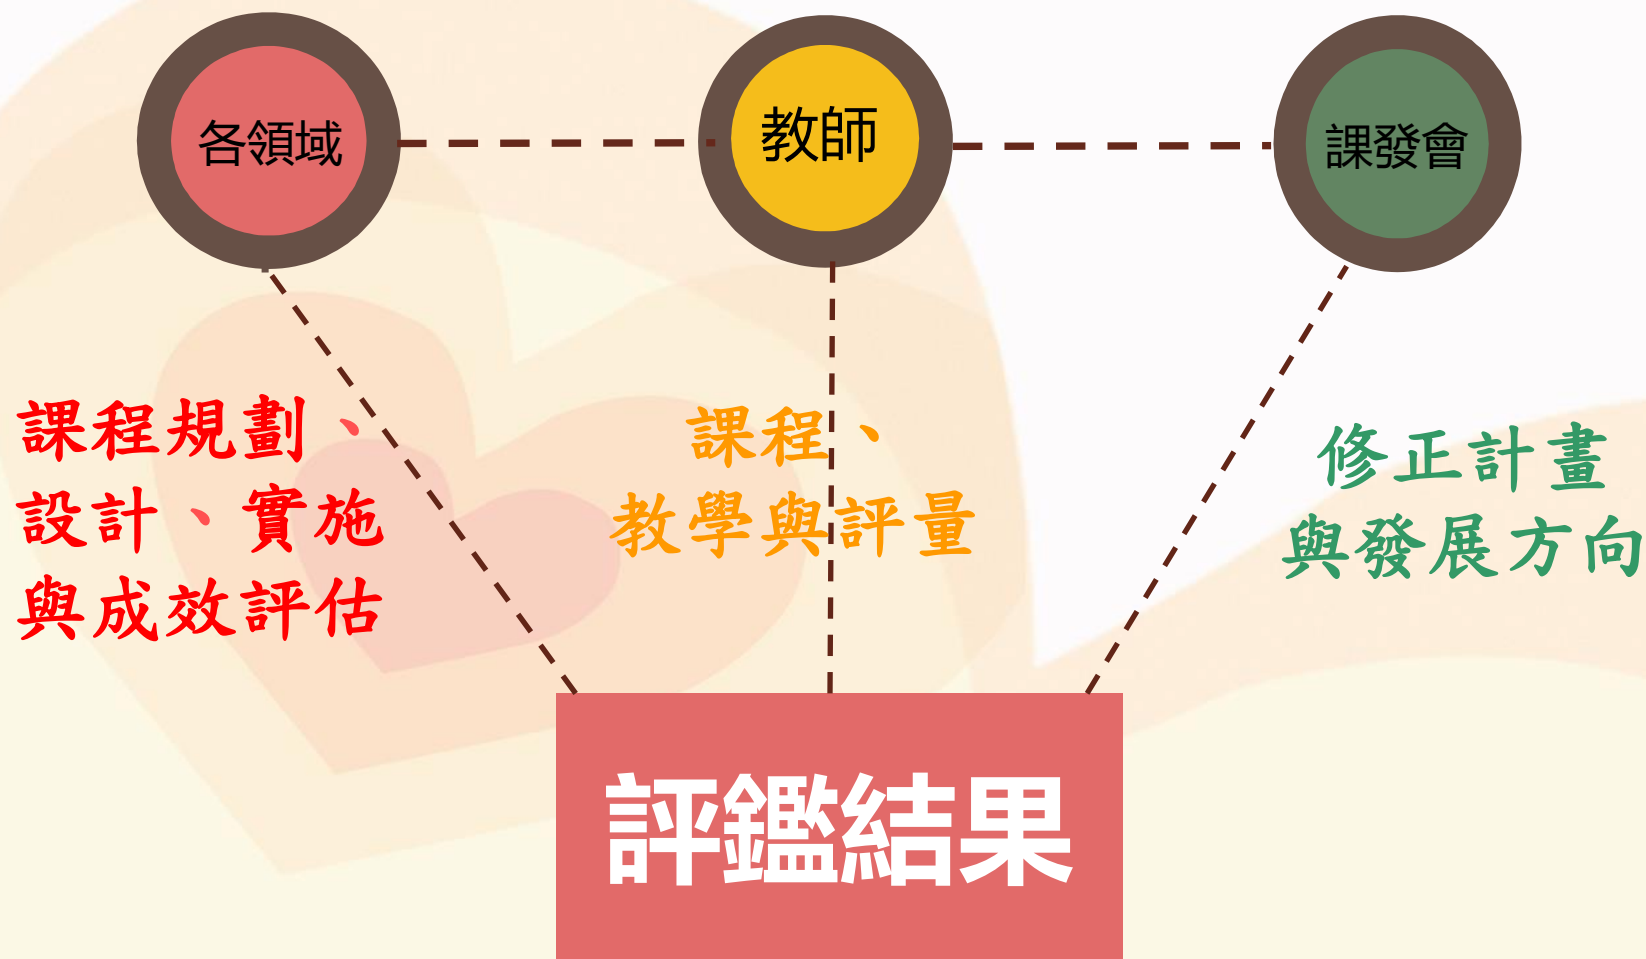 各領域
教師
課發會
課程規劃、
設計、實施
與成效評估
課程、
教學與評量
修正計畫
與發展方向
評鑑結果